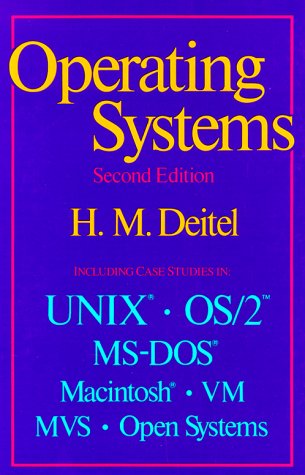 Operating
Systems
Second Edition
H. M. Deitel
INCLUDING CASE STUDIES IN:
UNIX® · OS/2™
MS-DOS®
Macintosh® · VM
MVS · Open Systems